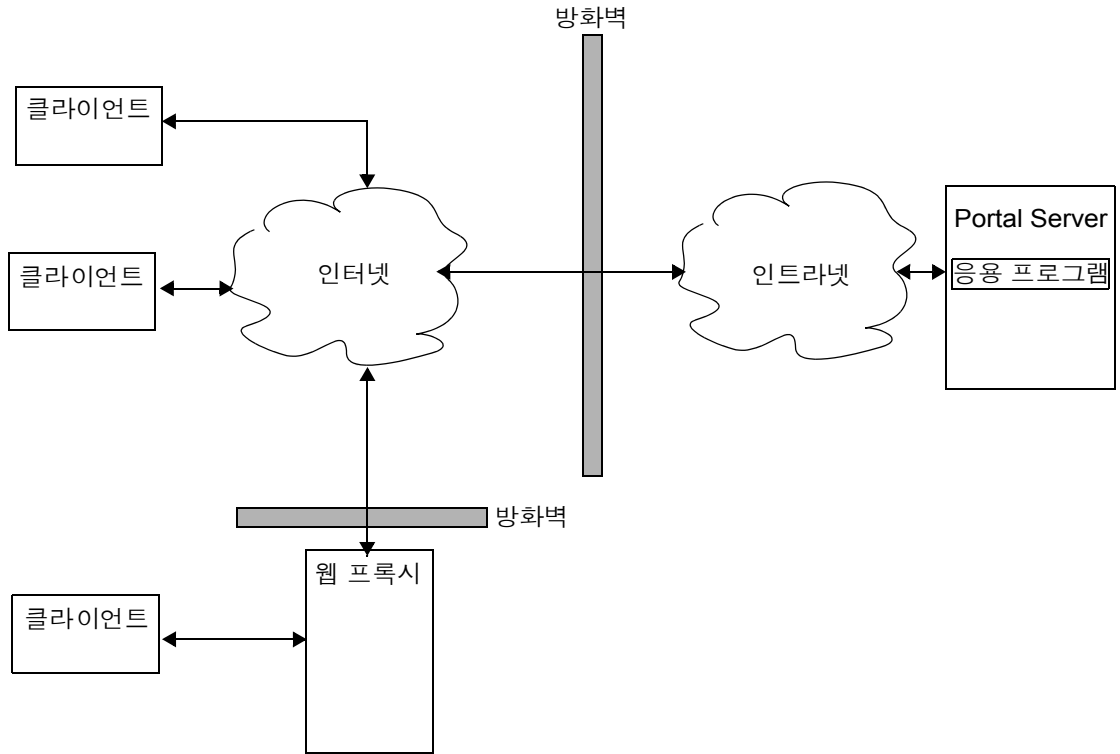 방화벽
클라이언트
클라이언트
인터넷
인트라넷
Portal Server
응용 프로그램
방화벽
웹 프록시
클라이언트